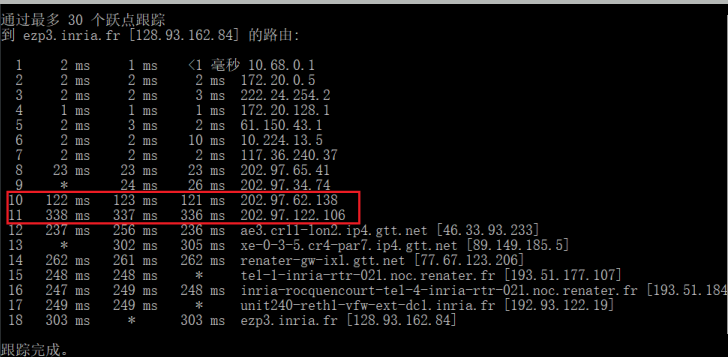 通过最多 30 个跃点跟踪
到 ezp3.inria.fr [128.93.162.84] 的路由:
1 2 ms 1 ms <1 毫秒 10.68.0.1
2 2 ms 2 ms 2 ms 172.20.0.5
3 2 ms 2 ms 3 ms 222.24.254.2
4 1 ms 1 ms 1 ms 172.20.128.1
5 2 ms 3 ms 2 ms 61.150.43.1
6 2 ms 2 ms 10 ms 10.224.13.5
7 2 ms 2 ms 2 ms 117.36.240.37
8 23 ms 23 ms 23 ms 202.97.65.41
9 * 24 ms 26 ms 202.97.34.74
10 122 ms 123 ms 121 ms 202.97.62.138
11 338 ms 337 ms 336 ms 202.97.122.106
12 237 ms 256 ms 236 ms ae3.cr11-lon2.ip4.gtt.net [46.33.93.233]
13 * 302 ms 305 ms xe-0-3-5.cr4-par7.ip4.gtt.net [89.149.185.5]
14 262 ms 261 ms 262 ms renater-gw-ix1.gtt.net [77.67.123.206]
15 248 ms 248 ms * te1-1-inria-rtr-021.noc.renater.fr [193.51.177.107]
16 247 ms 249 ms 248 ms inria-rocquencourt-te1-4-inria-rtr-021.noc.renater.fr [193.51.184
17 249 ms 249 ms * unit240-reth1-vfw-ext-dc1.inria.fr [192.93.122.19]
18 303 ms * 303 ms ezp3.inria.fr [128.93.162.84]
跟踪完成。